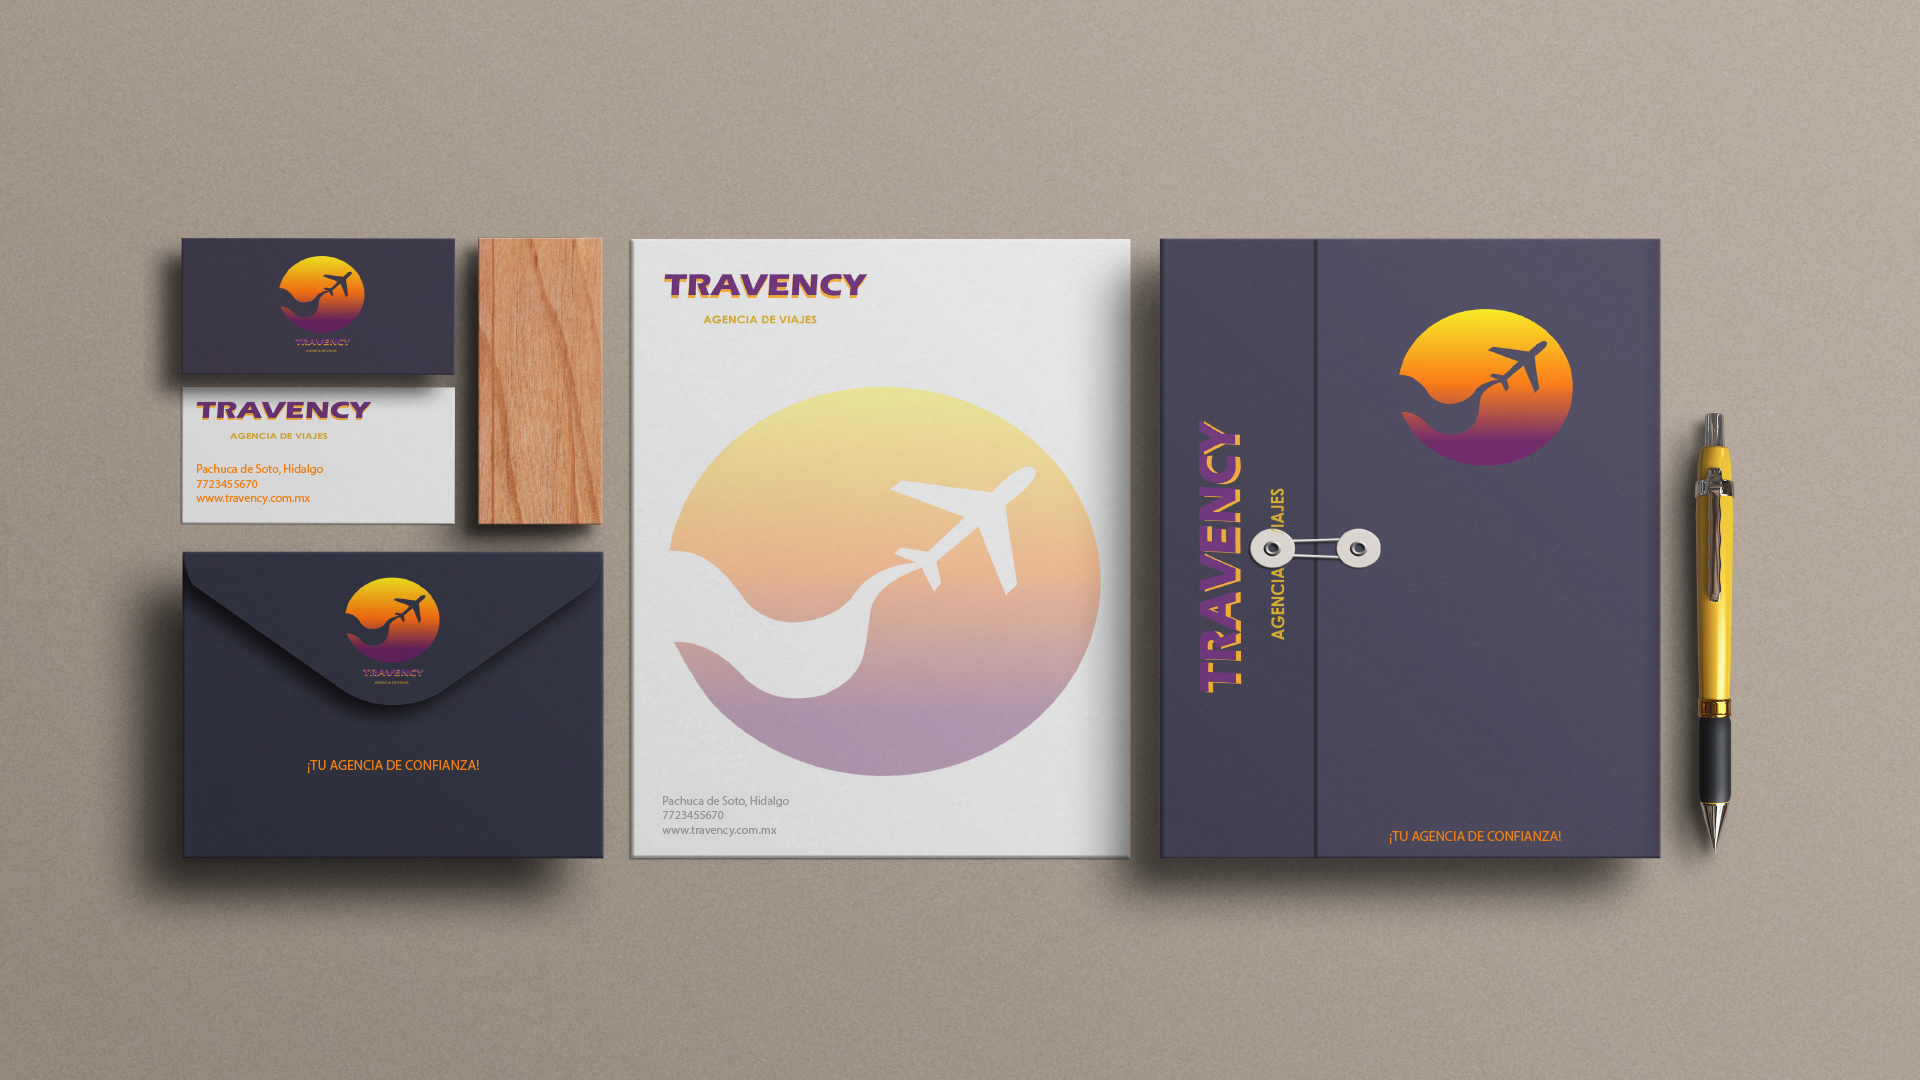 TRAVENCY
AGENCIA DE VIAJES
TRAVENCY
AGENCIA DE VIAJES
Pachuca de Soto, Hidalgo
7723455670
www.travency.com.mx
TRAVENCY
AGENCIA DE VIAJES
¡TU AGENCIA DE CONFIANZA!
TRAVENCY
AGENCIA DE VIAJES
Pachuca de Soto, Hidalgo
7723455670
www.travency.com.mx
TRAVENCY
AGENCIA VIAJES
¡TU AGENCIA DE CONFIANZA!